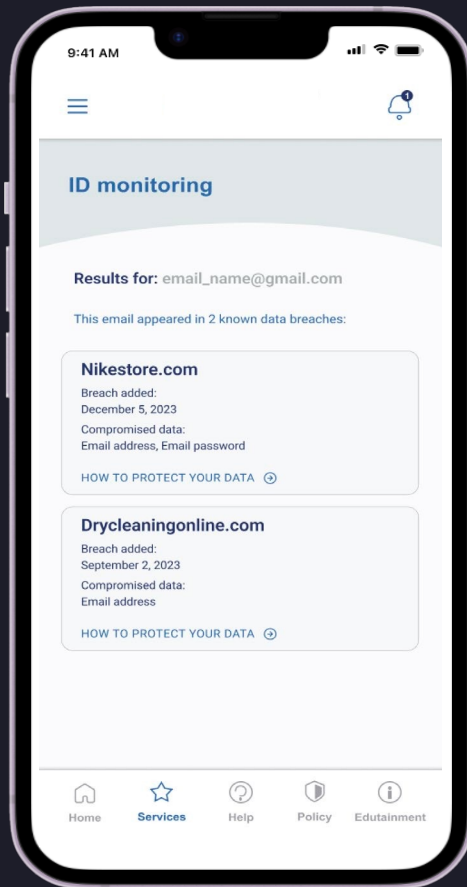 9:41 AM
1
ID monitoring
Results for: email_name@gmail.com
This email appeared in 2 known data breaches:
Nikestore.com
Breach added:
December 5, 2023
Compromised data:
Email address, Email password
HOW TO PROTECT YOUR DATA
Drycleaningonline.com
Breach added:
September 2, 2023
Compromised data:
Email address
HOW TO PROTECT YOUR DATA
Home Services Help Policy Edutainment